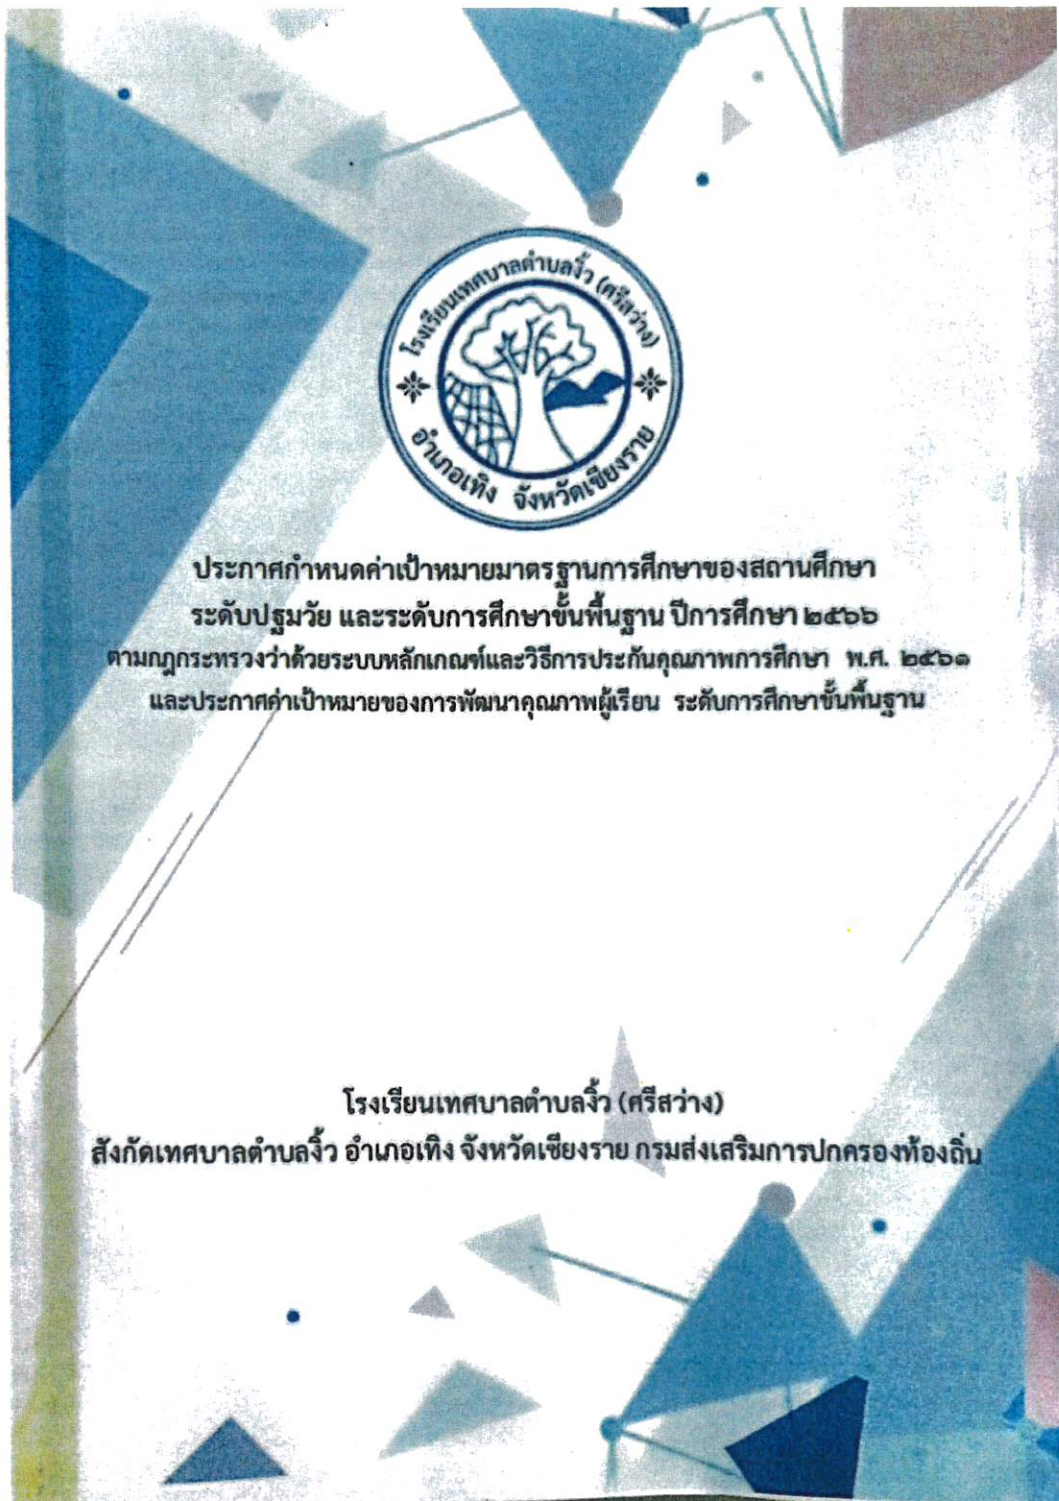 โรงเรียนเทศบาลตำบลงิ้ว (ศรีสว่าง)
อำเภอเทิง จังหวัดเชียงราย
ประกาศกำหนดค่าเป้าหมายมาตรฐานการศึกษาของสถานศึกษา
ระดับปฐมวัย และระดับการศึกษาขั้นพื้นฐาน ปีการศึกษา ๒๕๖๖
ตามกฎกระทรวงว่าด้วยระบบหลักเกณฑ์และวิธีการประกันคุณภาพการศึกษา พ.ศ. ๒๕๖๑
และประกาศค่าเป้าหมายของการพัฒนาคุณภาพผู้เรียน ระดับการศึกษาขั้นพื้นฐาน
โรงเรียนเทศบาลตำบลงิ้ว (ศรีสว่าง)
สังกัดเทศบาลตำบลงิ้ว อำเภอเทิง จังหวัดเชียงราย กรมส่งเสริมการปกครองท้องถิ่น